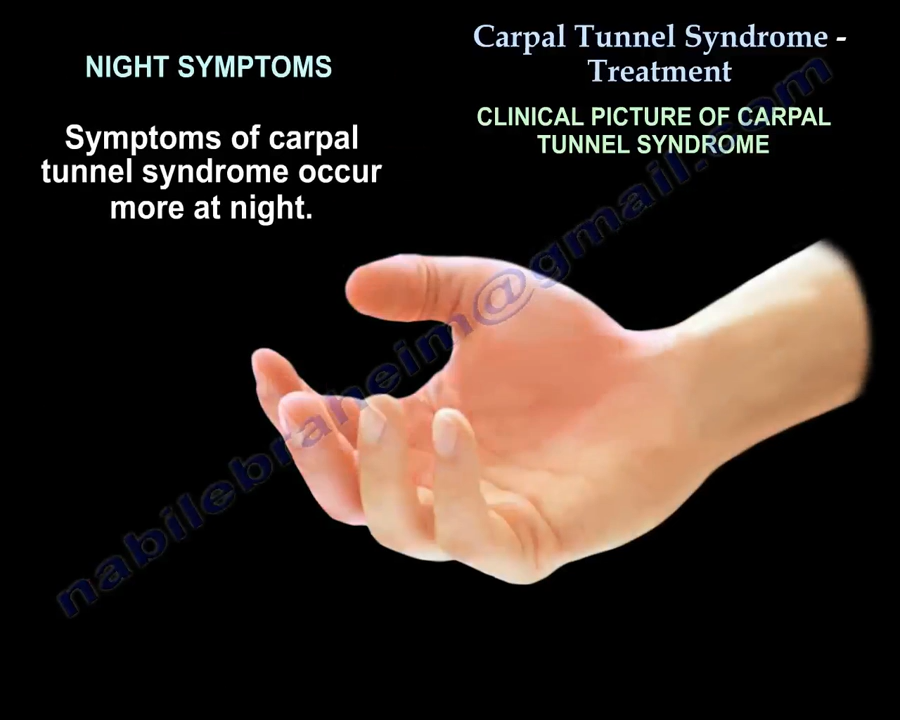 NIGHT SYMPTOMS
Symptoms of carpal
tunnel syndrome occur
more at night.
Carpal Tunnel Syndrome -
Treatment
CLINICAL PICTURE OF CARPAL
TUNNEL SYNDROME
nabilebraheim@gmail.com